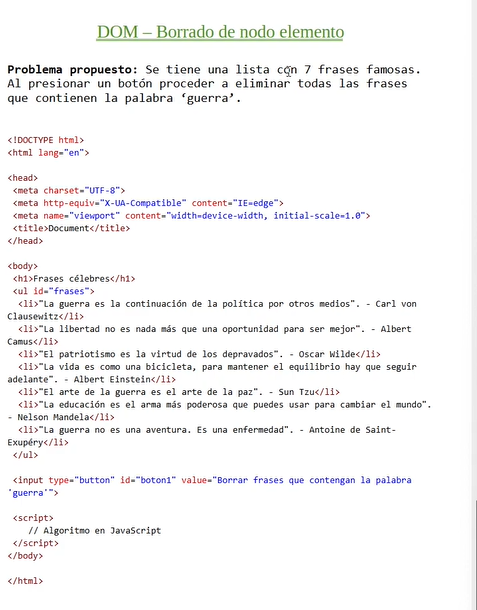 DOM – Borrado de nodo elemento
Problema propuesto: Se tiene una lista con 7 frases famosas.
Al presionar un botón proceder a eliminar todas las frases
que contienen la palabra ‘guerra’.
<!DOCTYPE html>
<html lang="en">
<head>
<meta charset="UTF-8">
<meta http-equiv="X-UA-Compatible" content="IE=edge">
<meta name="viewport" content="width=device-width, initial-scale=1.0">
<title>Document</title>
</head>
<body>
<h1>Frases célebres</h1>
<ul id="frases">
<li>"La guerra es la continuación de la política por otros medios". - Carl von
Clausewitz</li>
<li>"La libertad no es nada más que una oportunidad para ser mejor". - Albert
Camus</li>
<li>"El patriotismo es la virtud de los depravados". - Oscar Wilde</li>
<li>"La vida es como una bicicleta, para mantener el equilibrio hay que seguir
adelante". - Albert Einstein</li>
<li>"El arte de la guerra es el arte de la paz". - Sun Tzu</li>
<li>"La educación es el arma más poderosa que puedes usar para cambiar el mundo".
- Nelson Mandela</li>
<li>"La guerra no es una aventura. Es una enfermedad". - Antoine de Saint-
Exupéry</li>
</ul>
<input type="button" id="boton1" value="Borrar frases que contengan la palabra
'guerra'">
<script>
// Algoritmo en JavaScript
</script>
</body>
</html>